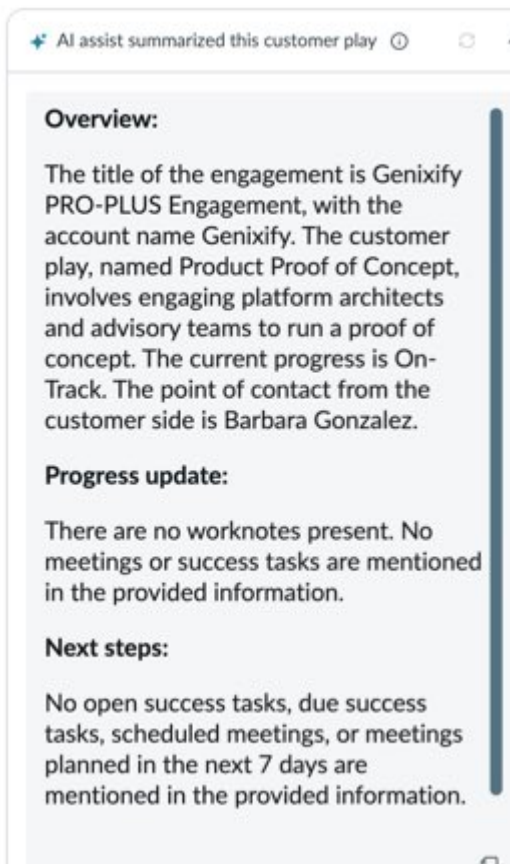 AI assist summarized this customer play
Overview:
The title of the engagement is Genixify
PRO-PLUS Engagement, with the
account name Genixify. The customer
play, named Product Proof of Concept,
involves engaging platform architects
and advisory teams to run a proof of
concept. The current progress is On-
Track. The point of contact from the
customer side is Barbara Gonzalez.
Progress update:
There are no worknotes present. No
meetings or success tasks are mentioned
in the provided information.
Next steps:
No open success tasks, due success
tasks, scheduled meetings, or meetings
planned in the next 7 days are
mentioned in the provided information.